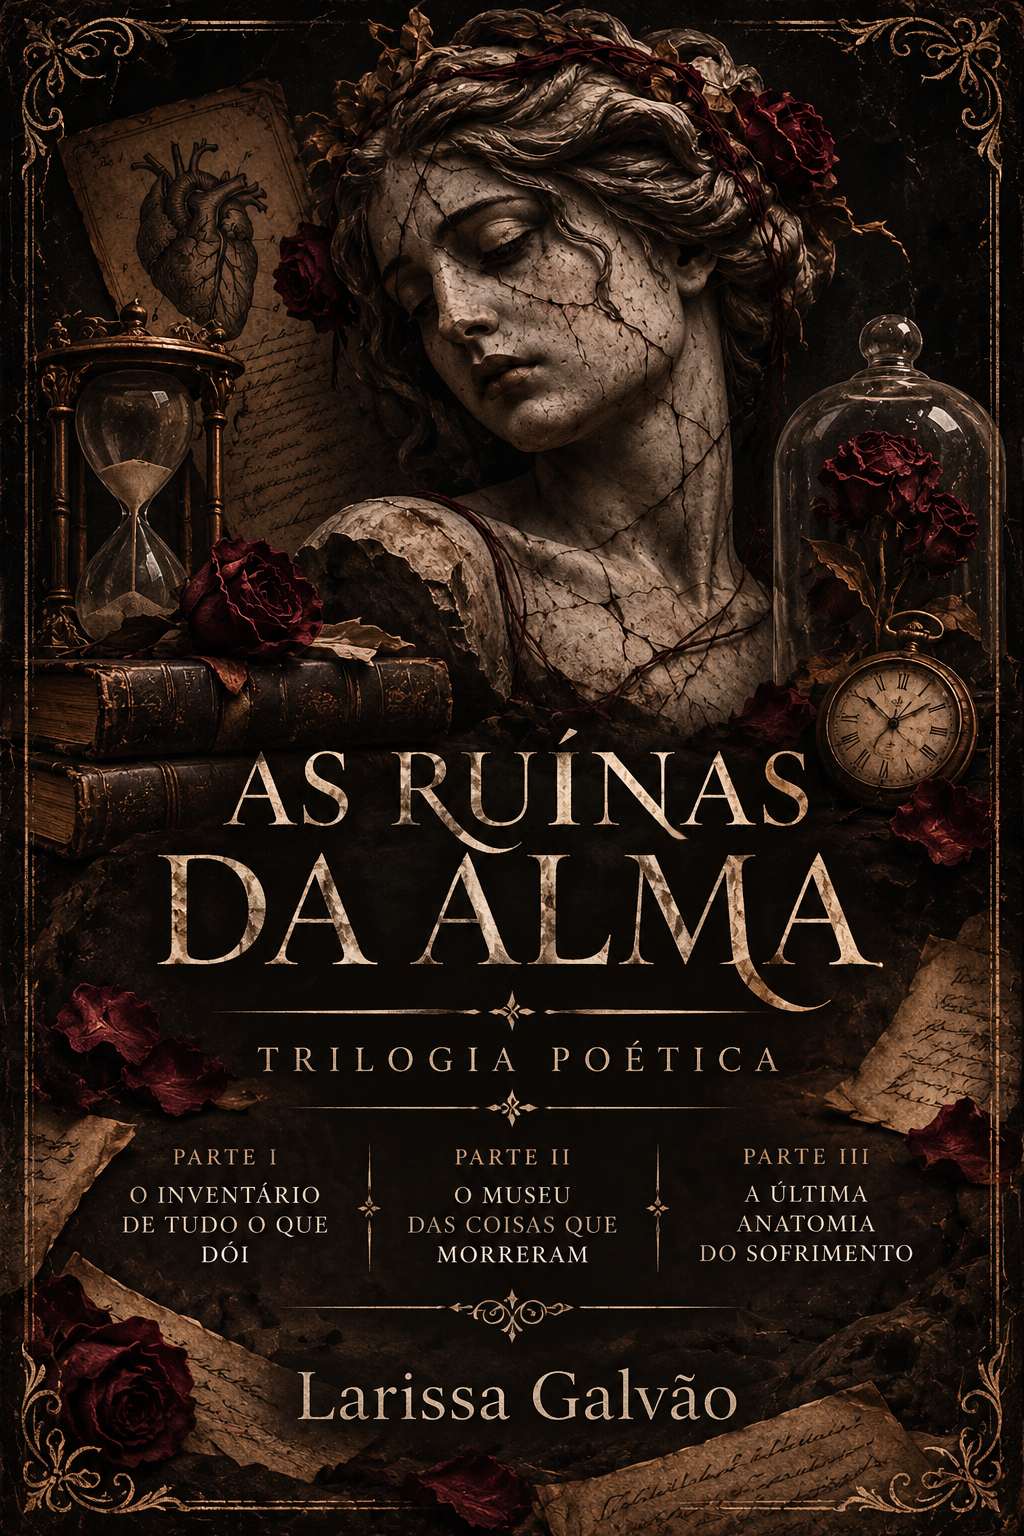 AS RUÍNAS
DA ALMA
TRILOGIA POÉTICA
PARTE I
O INVENTÁRIO
DE TUDO O QUE
DÓI
PARTE II
O MUSEU
DAS COISAS QUE
MORRERAM
PARTE III
A ÚLTIMA
ANATOMIA
DO SOFRIMENTO
Larissa Galvão